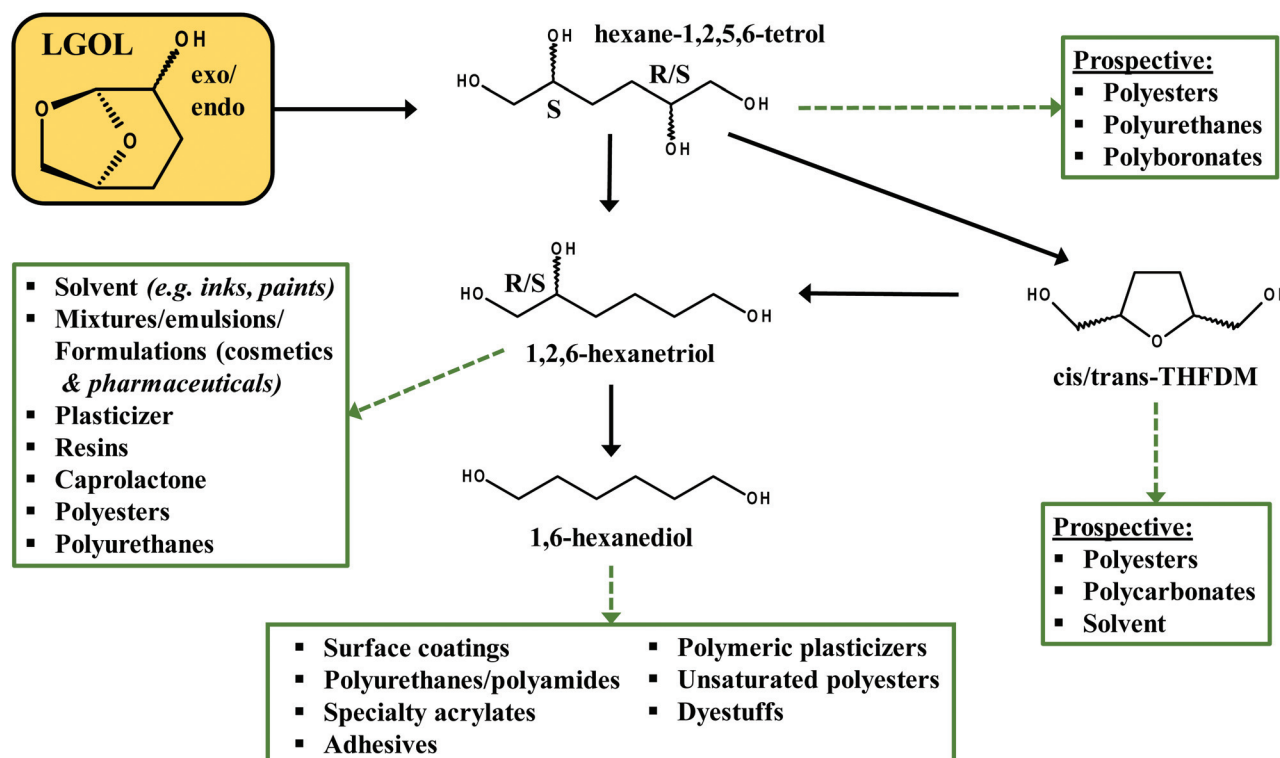 LGOL
OH
exo/
endo
O
O
hexane-1,2,5,6-tetrol
OH
HO
R/S
S
OH
OH
Prospective:
▪ Polyesters
▪ Polyurethanes
▪ Polyboronates
▪ Solvent (e.g. inks, paints)
▪ Mixtures/emulsions/
Formulations (cosmetics
& pharmaceuticals)
▪ Plasticizer
▪ Resins
▪ Caprolactone
▪ Polyesters
▪ Polyurethanes
OH
R/S
HO
OH
1,2,6-hexanetriol
HO
OH
O
cis/trans-THFDM
HO
OH
1,6-hexanediol
Prospective:
▪ Polyesters
▪ Polycarbonates
▪ Solvent
▪ Surface coatings
▪ Polyurethanes/polyamides
▪ Specialty acrylates
▪ Adhesives
▪ Polymeric plasticizers
▪ Unsaturated polyesters
▪ Dyestuffs